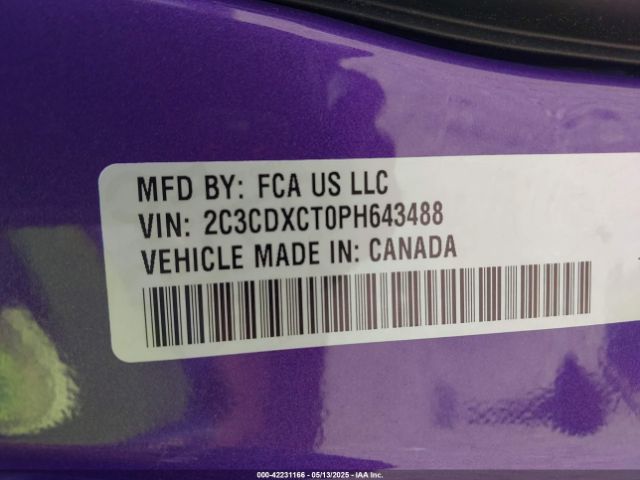 MFD BY: FCA US LLC
VIN: 2C3CDXCT0PH643488
VEHICLE MADE IN: CANADA
000-42231166 - 05/13/2025 - IAA Inc.